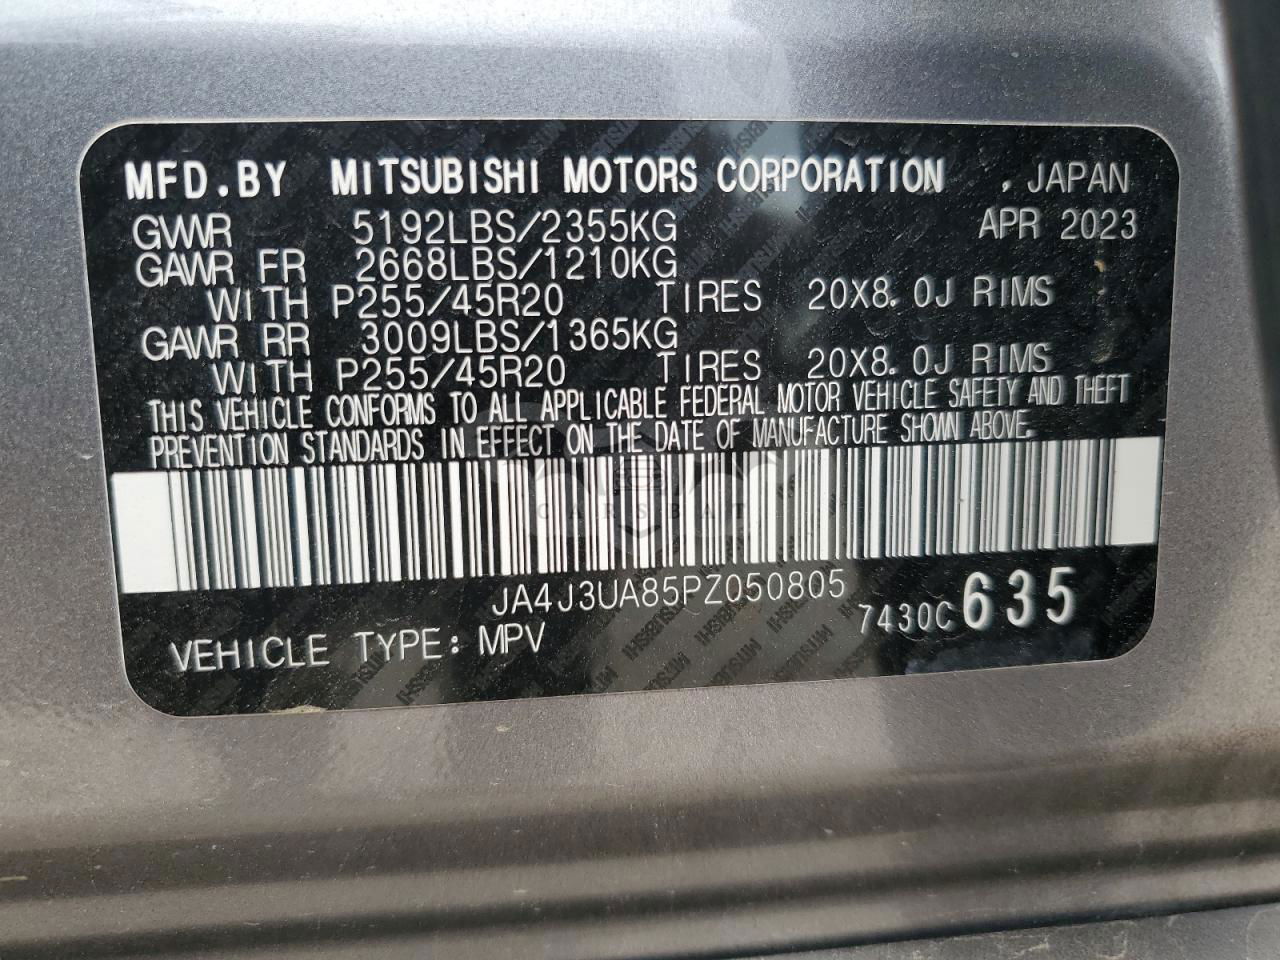 MFD.BY MITSUBISHI MOTORS CORPORATION , JAPAN
GVWR 5192LBS/2355KG APR 2023
GAWR FR 2668LBS/1210KG
WITH P255/45R20 TIRES 20X8.0J RIMS
GAWR RR 3009LBS/1365KG
WITH P255/45R20 TIRES 20X8.0J RIMS
THIS VEHICLE CONFORMS TO ALL APPLICABLE FEDERAL MOTOR VEHICLE SAFETY AND THEFT
PREVENTION STANDARDS IN EFFECT ON THE DATE OF MANUFACTURE SHOWN ABOVE.
CARSBAT
JA4J3UA85PZ050805
7430C 635
VEHICLE TYPE: MPV